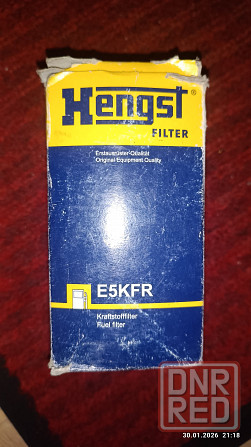 Hengst®
FILTER
Erstausrüster-Qualität
Original Equipment Quality
E5KFR
Kraftstofffilter
Fuel filter
DNR
RED
30.01.2026 21:18